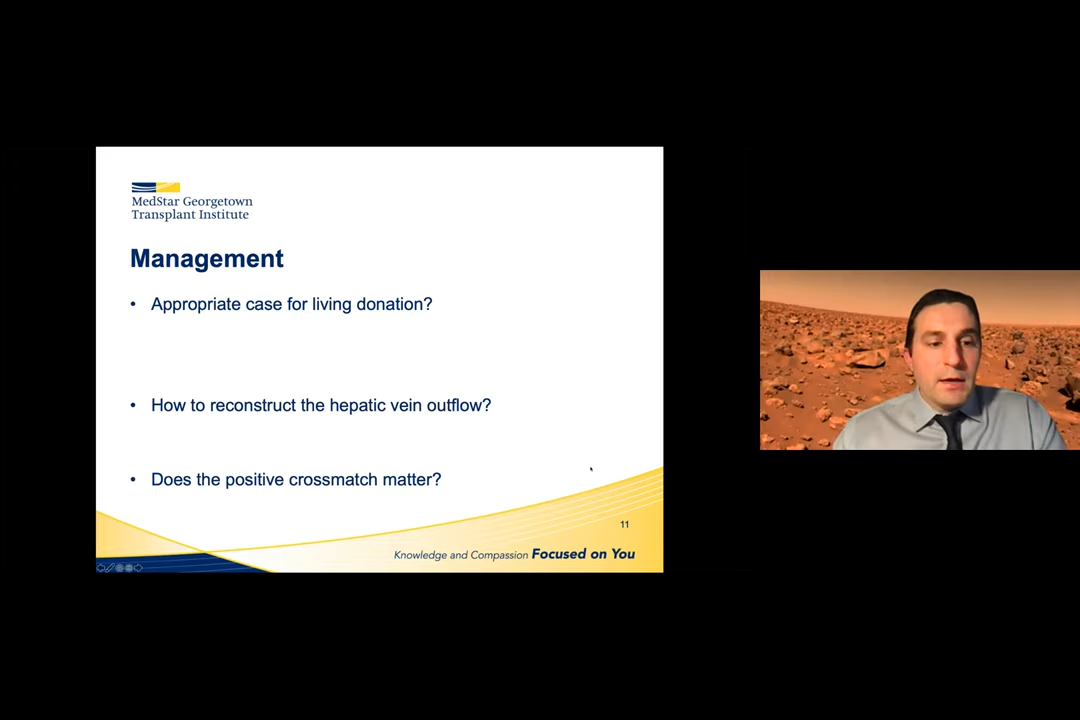 MedStar Georgetown
Transplant Institute
Management
• Appropriate case for living donation?
• How to reconstruct the hepatic vein outflow?
• Does the positive crossmatch matter?
11
Knowledge and Compassion Focused on You